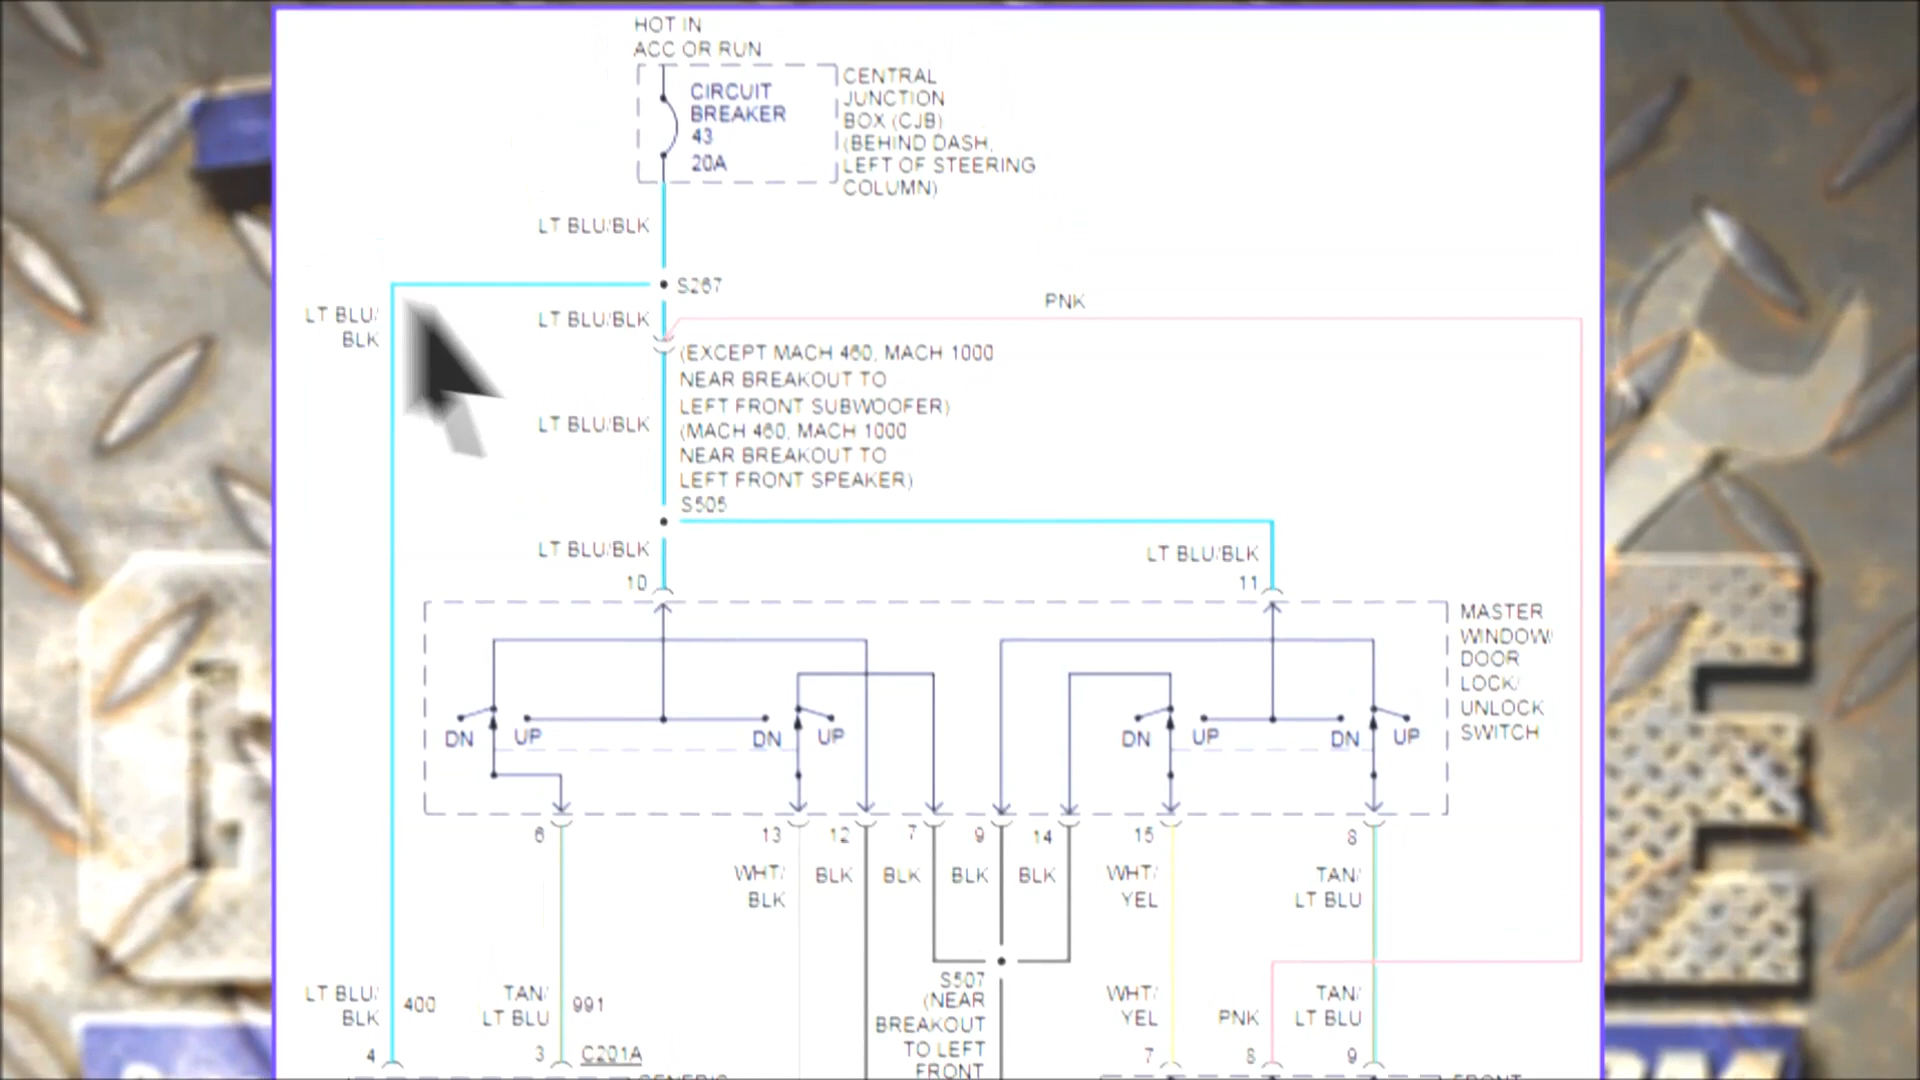 HOT IN
ACC OR RUN
CIRCUIT
BREAKER
43
20A
CENTRAL
JUNCTION
BOX (CJB)
(BEHIND DASH,
LEFT OF STEERING
COLUMN)
LT BLU/BLK
S267
LT BLU/
BLK
LT BLU/BLK
PNK
(EXCEPT MACH 460, MACH 1000
NEAR BREAKOUT TO
LEFT FRONT SUBWOOFER)
(MACH 460, MACH 1000
NEAR BREAKOUT TO
LEFT FRONT SPEAKER)
LT BLU/BLK
S505
LT BLU/BLK
LT BLU/BLK
10
11
MASTER
WINDOW/
DOOR
LOCK/
UNLOCK
SWITCH
DN UP DN UP DN UP DN UP
6 13 12 7 9 14 15 8
WHT/
BLK
BLK
BLK
BLK
BLK
WHT/
YEL
TAN/
LT BLU
S507
(NEAR
BREAKOUT
TO LEFT
FRONT
LT BLU/
BLK
400
TAN/
LT BLU
991
WHT/
YEL
PNK
TAN/
LT BLU
4 3 C201A 7 8 9